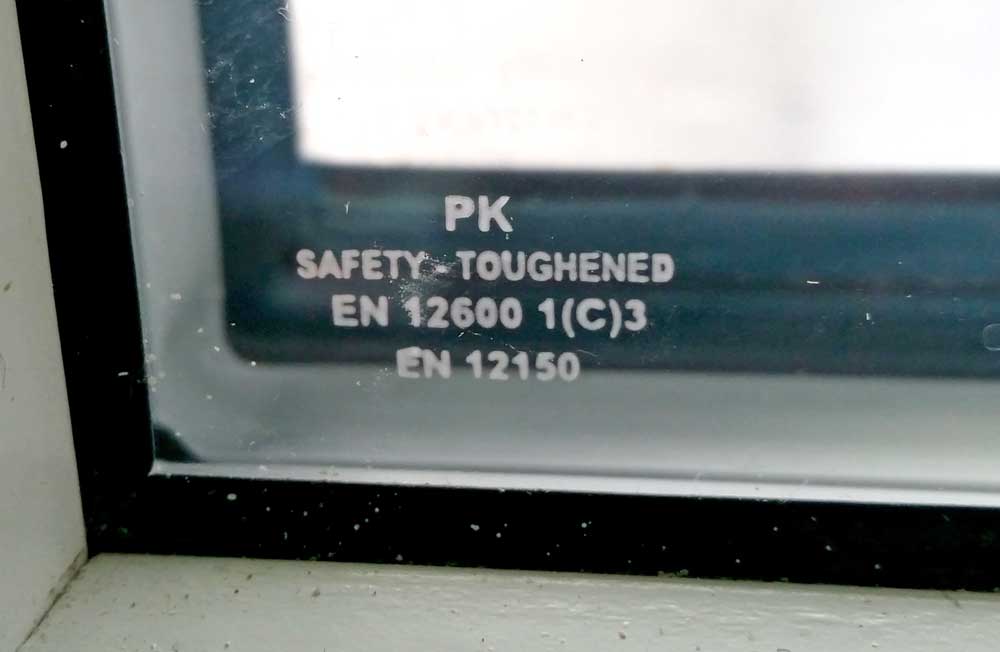 PK
SAFETY - TOUGHENED
EN 12600 1(C)3
EN 12150